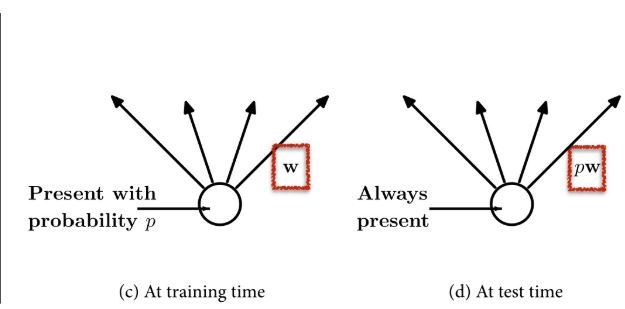 w
Present with
probability p
(c) At training time
pw
Always
present
(d) At test time